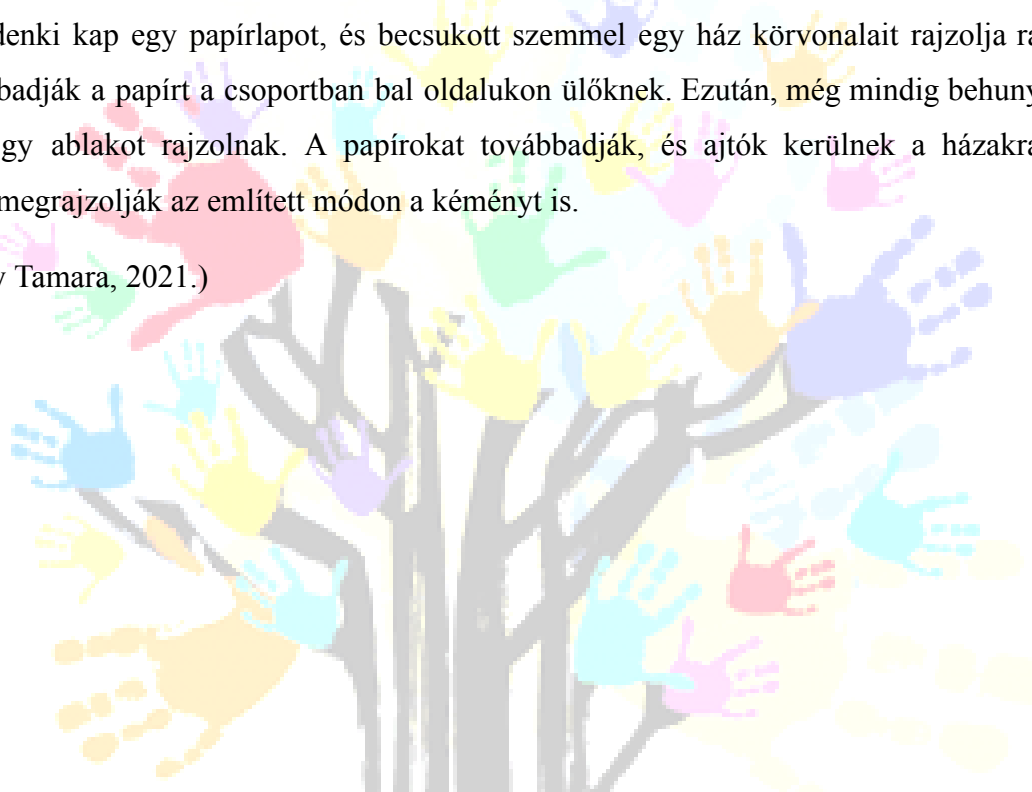 denki kap egy papírlapot, és becsukott szemmel egy ház körvonalait rajzolja rá
badják a papírt a csoportban bal oldalukon ülőknek. Ezután, még mindig behuny
gy ablakot rajzolnak. A papírokat továbbadják, és ajtók kerülnek a házakra
megrajzolják az említett módon a kéményt is.
y Tamara, 2021.)